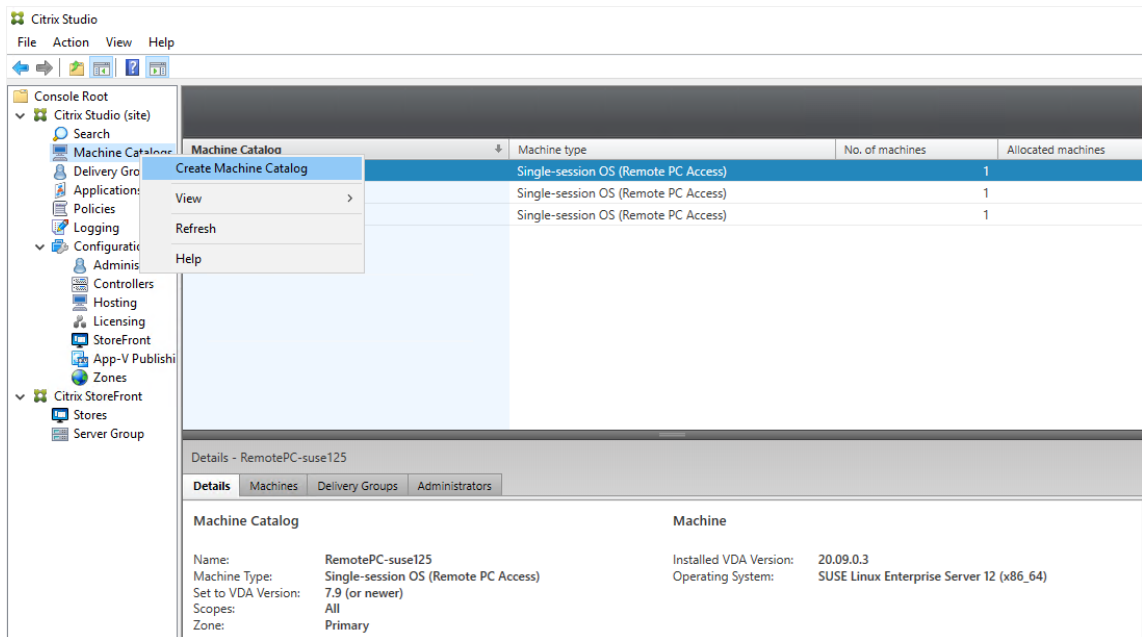 Citrix Studio
File Action View Help
Console Root
Citrix Studio (site)
Search
Machine Catalogs
Delivery Gro
Applications
Policies
Logging
Configuratio
Adminis
Controllers
Hosting
Licensing
StoreFront
App-V Publishi
Zones
Citrix StoreFront
Stores
Server Group
Create Machine Catalog
View
Refresh
Help
Machine Catalog Machine type No. of machines Allocated machines
Single-session OS (Remote PC Access) 1
Single-session OS (Remote PC Access) 1
Single-session OS (Remote PC Access) 1
Details - RemotePC-suse125
Details Machines Delivery Groups Administrators
Machine Catalog
Name: RemotePC-suse125
Machine Type: Single-session OS (Remote PC Access)
Set to VDA Version: 7.9 (or newer)
Scopes: All
Zone: Primary
Machine
Installed VDA Version: 20.09.0.3
Operating System: SUSE Linux Enterprise Server 12 (x86_64)